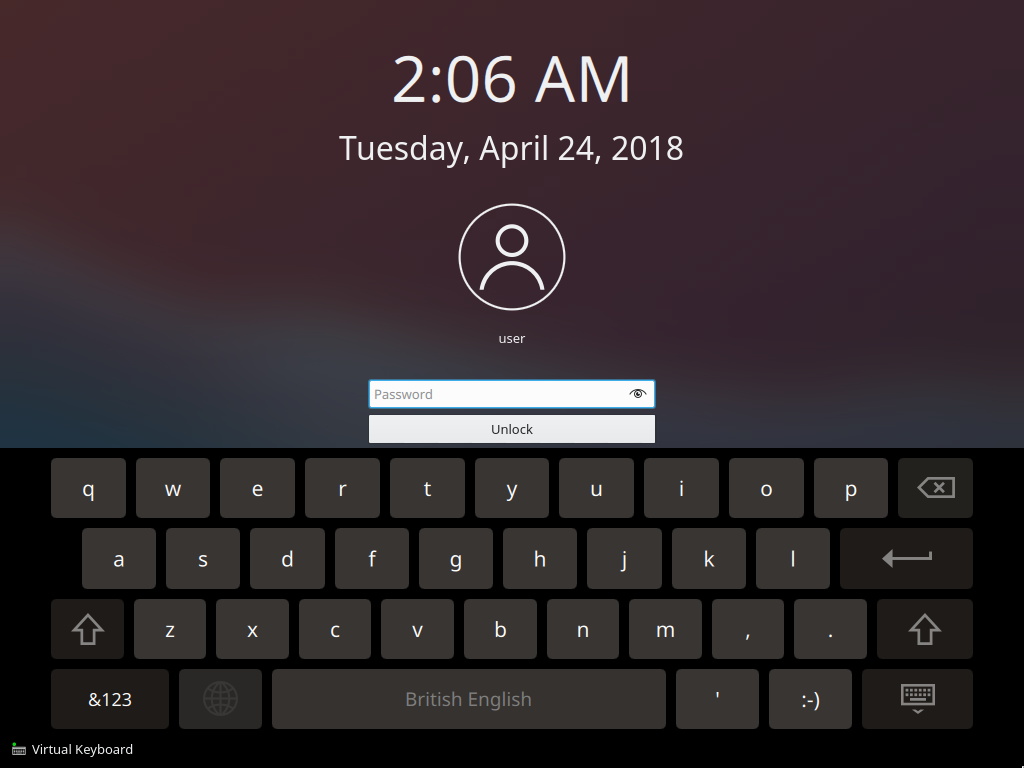 2:06 AM
Tuesday, April 24, 2018
user
Password
Unlock
q w e r t y u i o p
a s d f g h j k l
z x c v b n m , .
&123 British English ' :-)
Virtual Keyboard